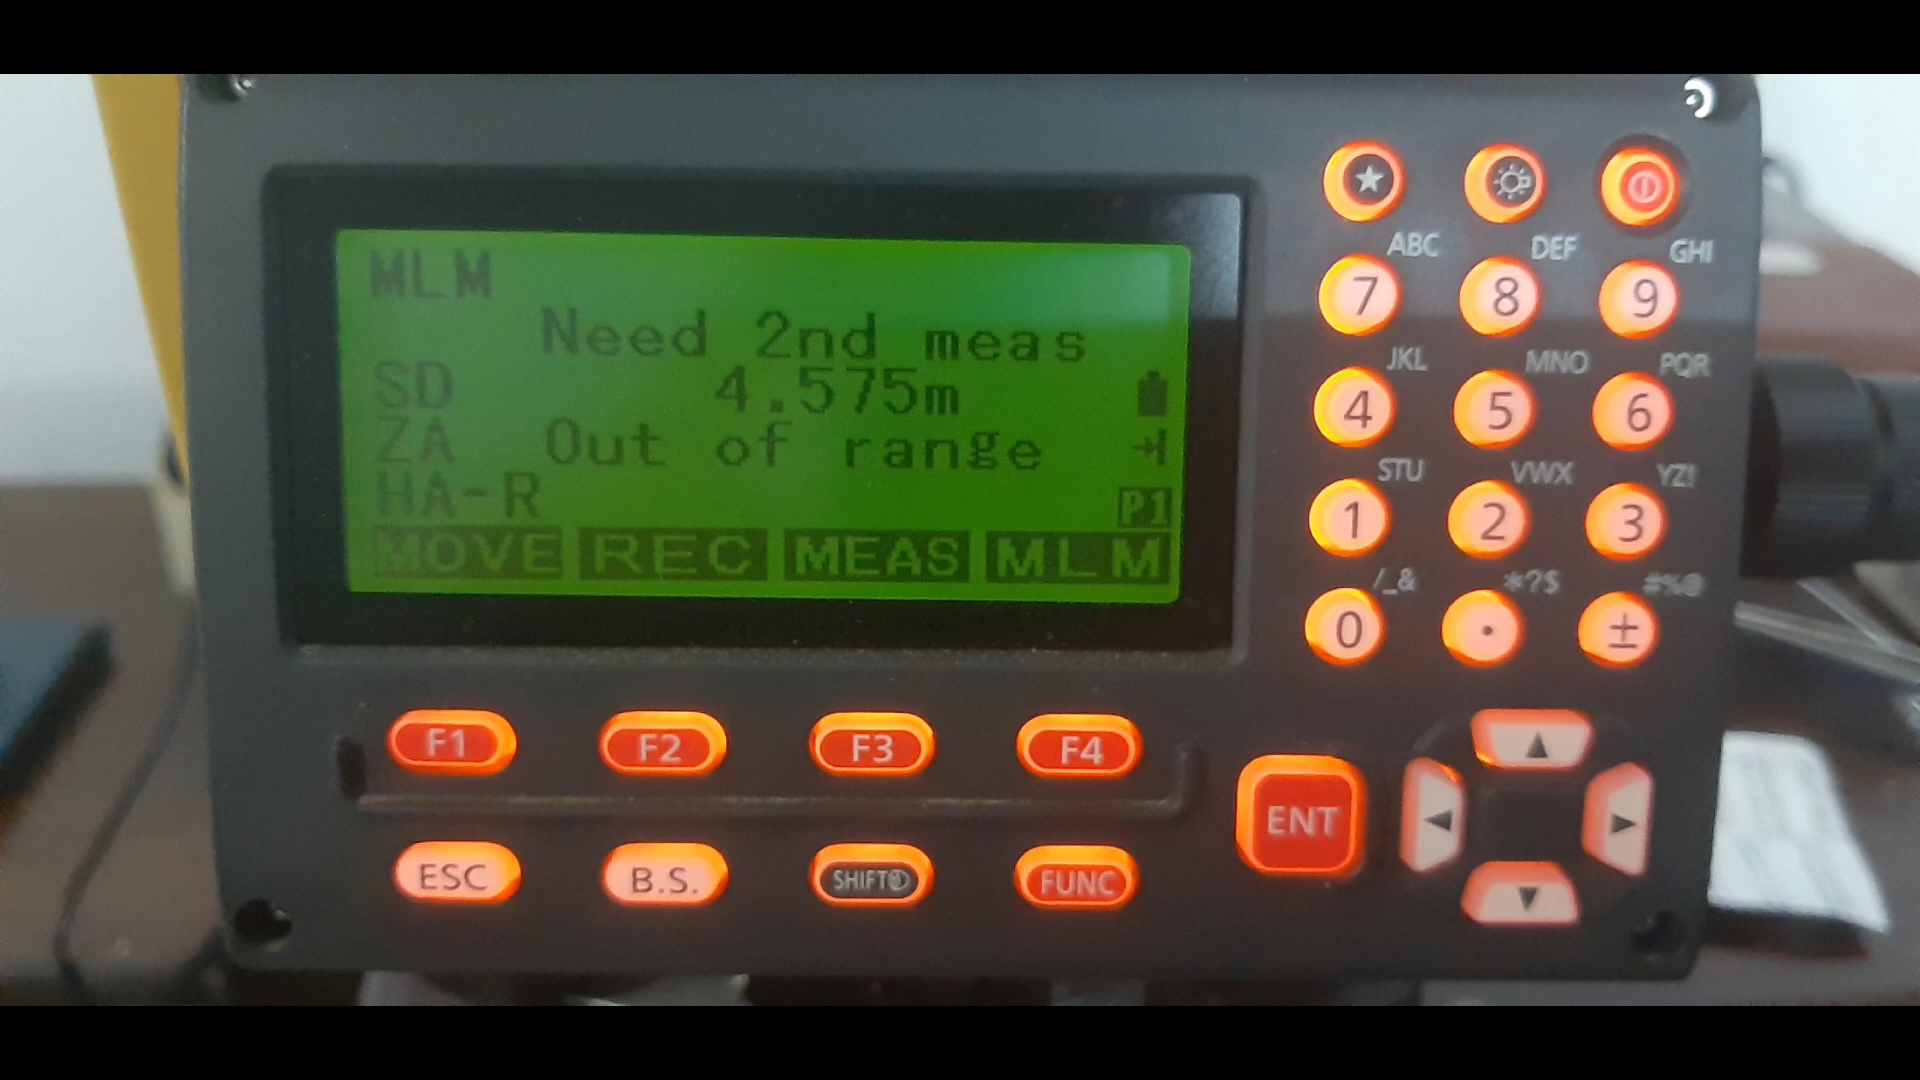 MLM
Need 2nd meas
SD 4.575m
ZA Out of range
HA-R P1
MOVE REC MEAS MLM
ABC DEF GHI
7 8 9
JKL MNO PQR
4 5 6
STU VWX YZ!
1 2 3
/_& *?$ #%@
0 . ±
F1 F2 F3 F4
ENT
ESC B.S. SHIFT FUNC